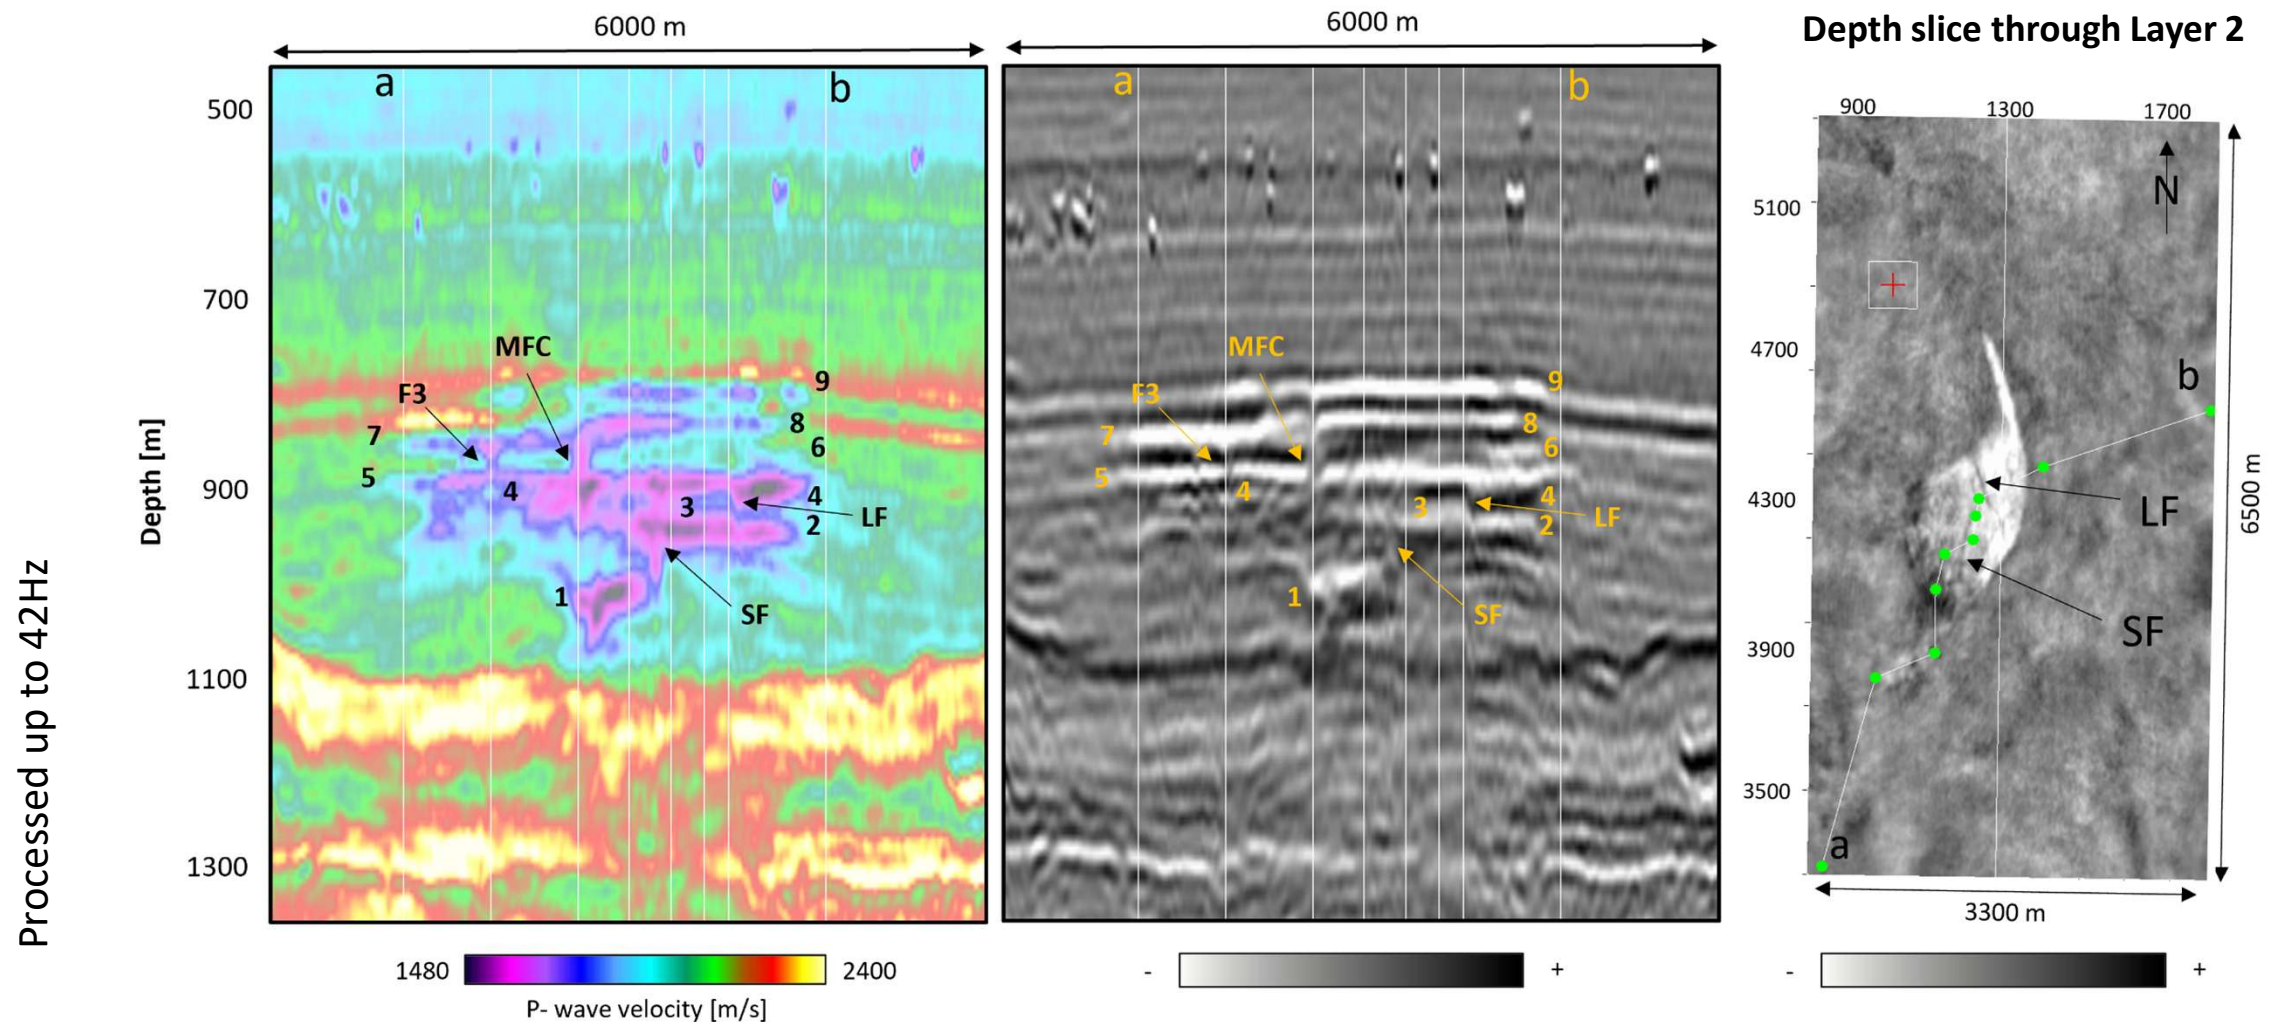 6000 m
6000 m
Depth slice through Layer 2
a
b
a
b
900
1300
1700
500
700
900
1100
1300
Depth [m]
Processed up to 42Hz
MFC
F3
9
8
7
6
5
4
4
3
2
LF
1
SF
MFC
F3
9
8
7
6
5
4
4
3
2
LF
1
SF
N
5100
4700
4300
3900
3500
b
LF
SF
a
6500 m
3300 m
1480
2400
P- wave velocity [m/s]
-
+
-
+